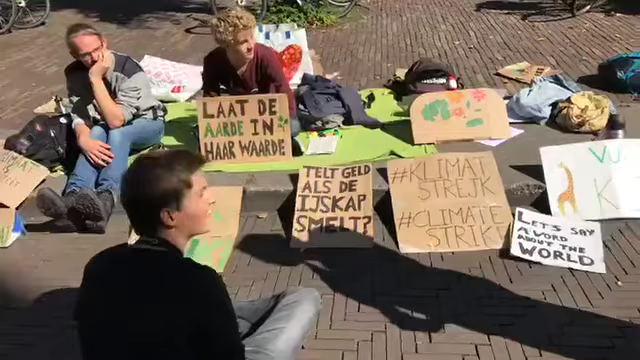 LAAT DE
AARDE IN
HAAR WAARDE
TELT GELD
ALS DE
IJSKAP
SMELT?
#KLIMAT
STREJK
#CLIMATE
STRIKE
LET'S SAY
A WORD
ABOUT THE
WORLD